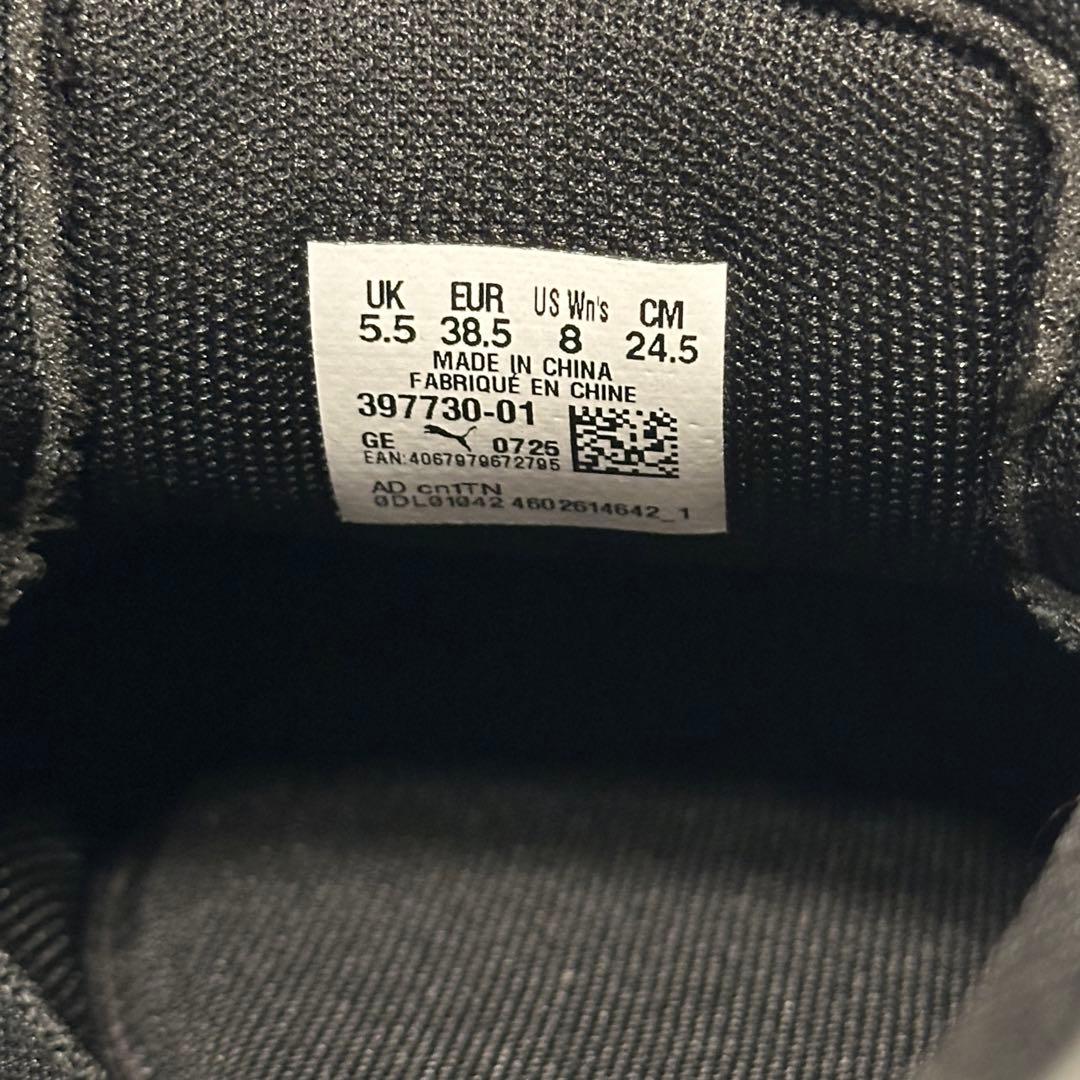 UK EUR US Wn's CM
5.5 38.5 8 24.5
MADE IN CHINA
FABRIQUÉ EN CHINE
397730-01
GE 0725
EAN:4067979672795
AD cn1TN
0DL01042 4602614642_1